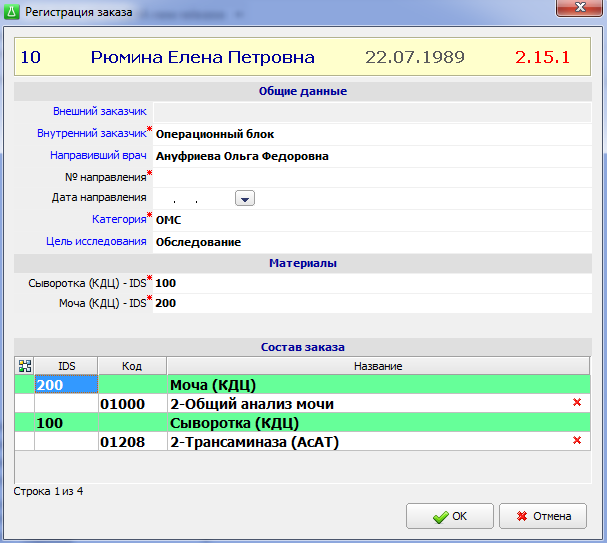 Регистрация заказа
10 Рюмина Елена Петровна 22.07.1989 2.15.1
Общие данные
Внешний заказчик
Внутренний заказчик* Операционный блок
Направивший врач Ануфриева Ольга Федоровна
№ направления*
Дата направления . .
Категория* ОМС
Цель исследования Обследование
Материалы
Сыворотка (КДЦ) - IDS* 100
Моча (КДЦ) - IDS* 200
Состав заказа
IDS Код Название
200 Моча (КДЦ)
01000 2-Общий анализ мочи
100 Сыворотка (КДЦ)
01208 2-Трансаминаза (АсАТ)
Строка 1 из 4
OK Отмена